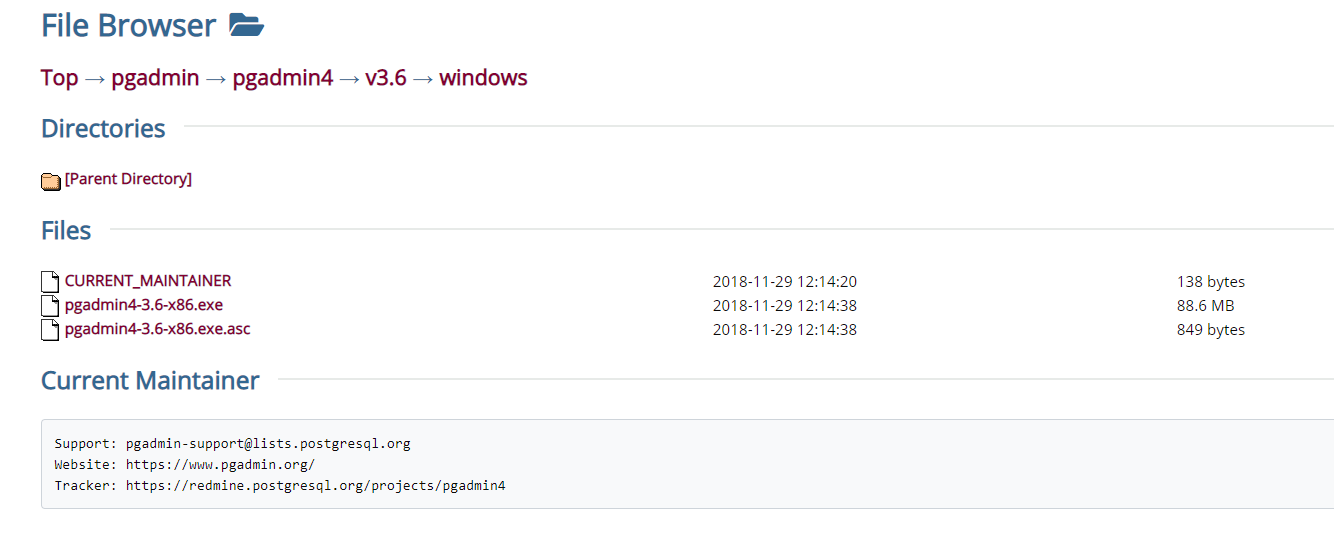 File Browser
Top → pgadmin → pgadmin4 → v3.6 → windows
Directories
[Parent Directory]
Files
CURRENT_MAINTAINER 2018-11-29 12:14:20 138 bytes
pgadmin4-3.6-x86.exe 2018-11-29 12:14:38 88.6 MB
pgadmin4-3.6-x86.exe.asc 2018-11-29 12:14:38 849 bytes
Current Maintainer
Support: pgadmin-support@lists.postgresql.org
Website: https://www.pgadmin.org/
Tracker: https://redmine.postgresql.org/projects/pgadmin4